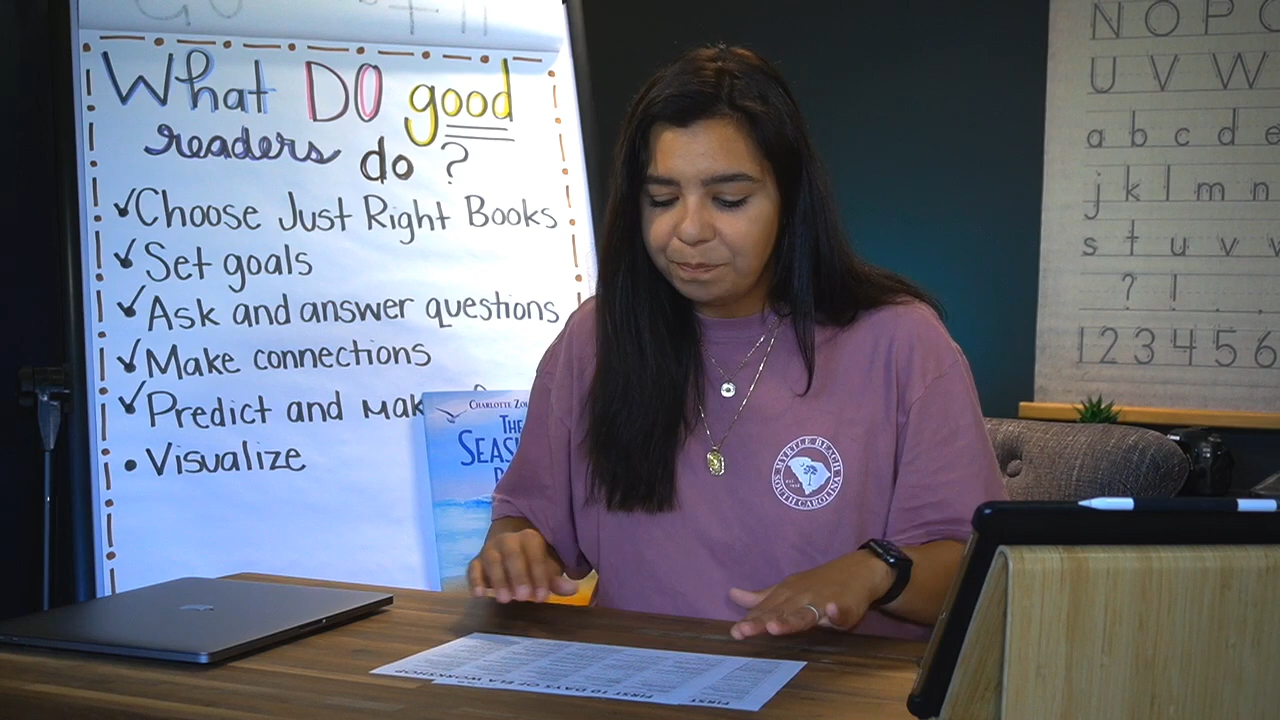 What DO good
readers do?
✓Choose Just Right Books
✓Set goals
✓Ask and answer questions
✓Make connections
✓Predict and Mak
• Visualize
CHARLOTTE ZOL
THE
SEAS
MYRTLE BEACH
SOUTH CAROLINA
FIRST 10 DAYS OF ELA WORKSHOP
FIRST
N O P
U V W
a b c d e
j k l m n
s t u v
? ! . ,
1 2 3 4 5 6